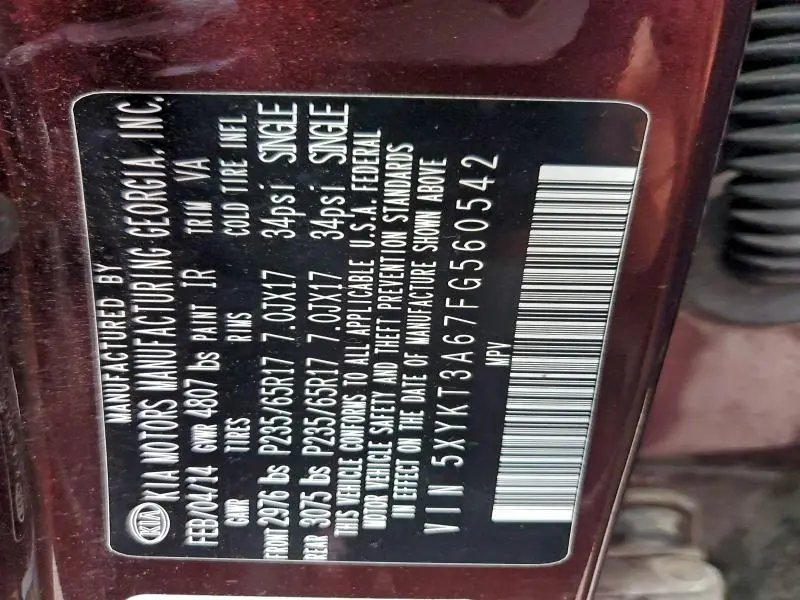 MANUFACTURED BY
KIA KIA MOTORS MANUFACTURING GEORGIA, INC.
FEB/04/14 GVWR 4807 lbs PAINT IR TRIM VA
GAWR TIRES RIMS COLD TIRE INFL
FRONT 2976 lbs P235/65R17 7.0JX17 34psi SINGLE
REAR 3075 lbs P235/65R17 7.0JX17 34psi SINGLE
THIS VEHICLE CONFORMS TO ALL APPLICABLE U.S.A. FEDERAL
MOTOR VEHICLE SAFETY AND THEFT PREVENTION STANDARDS
IN EFFECT ON THE DATE OF MANUFACTURE SHOWN ABOVE
VIN 5XYKT3A67FG560542
MPV